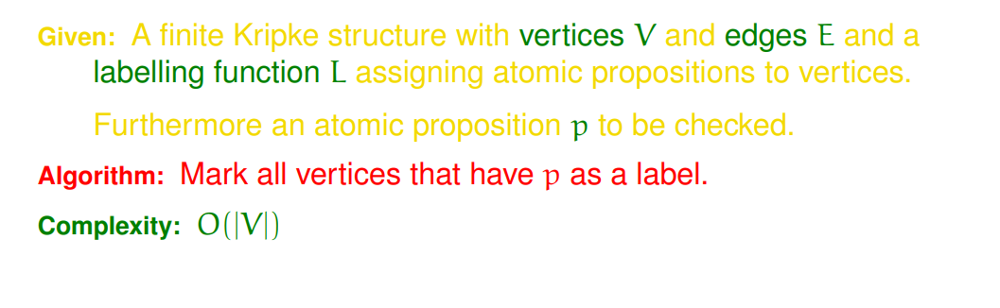 Given: A finite Kripke structure with vertices V and edges E and a
labelling function L assigning atomic propositions to vertices.
Furthermore an atomic proposition p to be checked.
Algorithm: Mark all vertices that have p as a label.
Complexity: O(|V|)